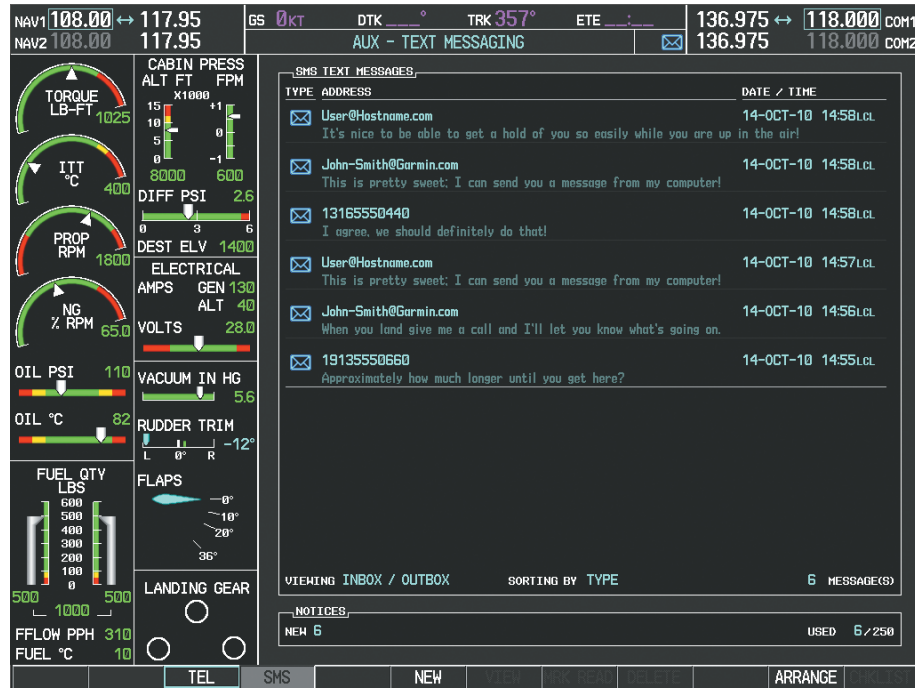 NAV1 108.00 ↔ 117.95
NAV2 108.00 117.95
GS 0KT DTK ___° TRK 357° ETE __:__
AUX - TEXT MESSAGING
136.975 ↔ 118.000 COM1
136.975 118.000 COM2
TORQUE
LB-FT 1025
ITT
°C 400
PROP
RPM 1800
NG
% RPM 65.0
OIL PSI 110
OIL °C 82
FUEL QTY
LBS
600
500
400
300
200
100
0
500 500
1000
FFLOW PPH 310
FUEL °C 10
CABIN PRESS
ALT FT FPM
X1000
15 +1
10
0
5
0 -1
8000 600
DIFF PSI 2.6
0 3 6
DEST ELV 1400
ELECTRICAL
AMPS GEN 130
ALT 40
VOLTS 28.0
VACUUM IN HG
5.6
RUDDER TRIM
-12°
L 0° R
FLAPS
0°
10°
20°
36°
LANDING GEAR
SMS TEXT MESSAGES
TYPE ADDRESS DATE / TIME
User@Hostname.com 14-OCT-10 14:58LCL
It's nice to be able to get a hold of you so easily while you are up in the air!
John-Smith@Garmin.com 14-OCT-10 14:58LCL
This is pretty sweet; I can send you a message from my computer!
13165550440 14-OCT-10 14:58LCL
I agree, we should definitely do that!
User@Hostname.com 14-OCT-10 14:57LCL
This is pretty sweet; I can send you a message from my computer!
John-Smith@Garmin.com 14-OCT-10 14:56LCL
When you land give me a call and I'll let you know what's going on.
19135550660 14-OCT-10 14:55LCL
Approximately how much longer until you get here?
VIEWING INBOX / OUTBOX SORTING BY TYPE 6 MESSAGE(S)
NOTICES
NEW 6 USED 6/250
TEL SMS NEW VIEW MRK READ DELETE ARRANGE CHKLIST